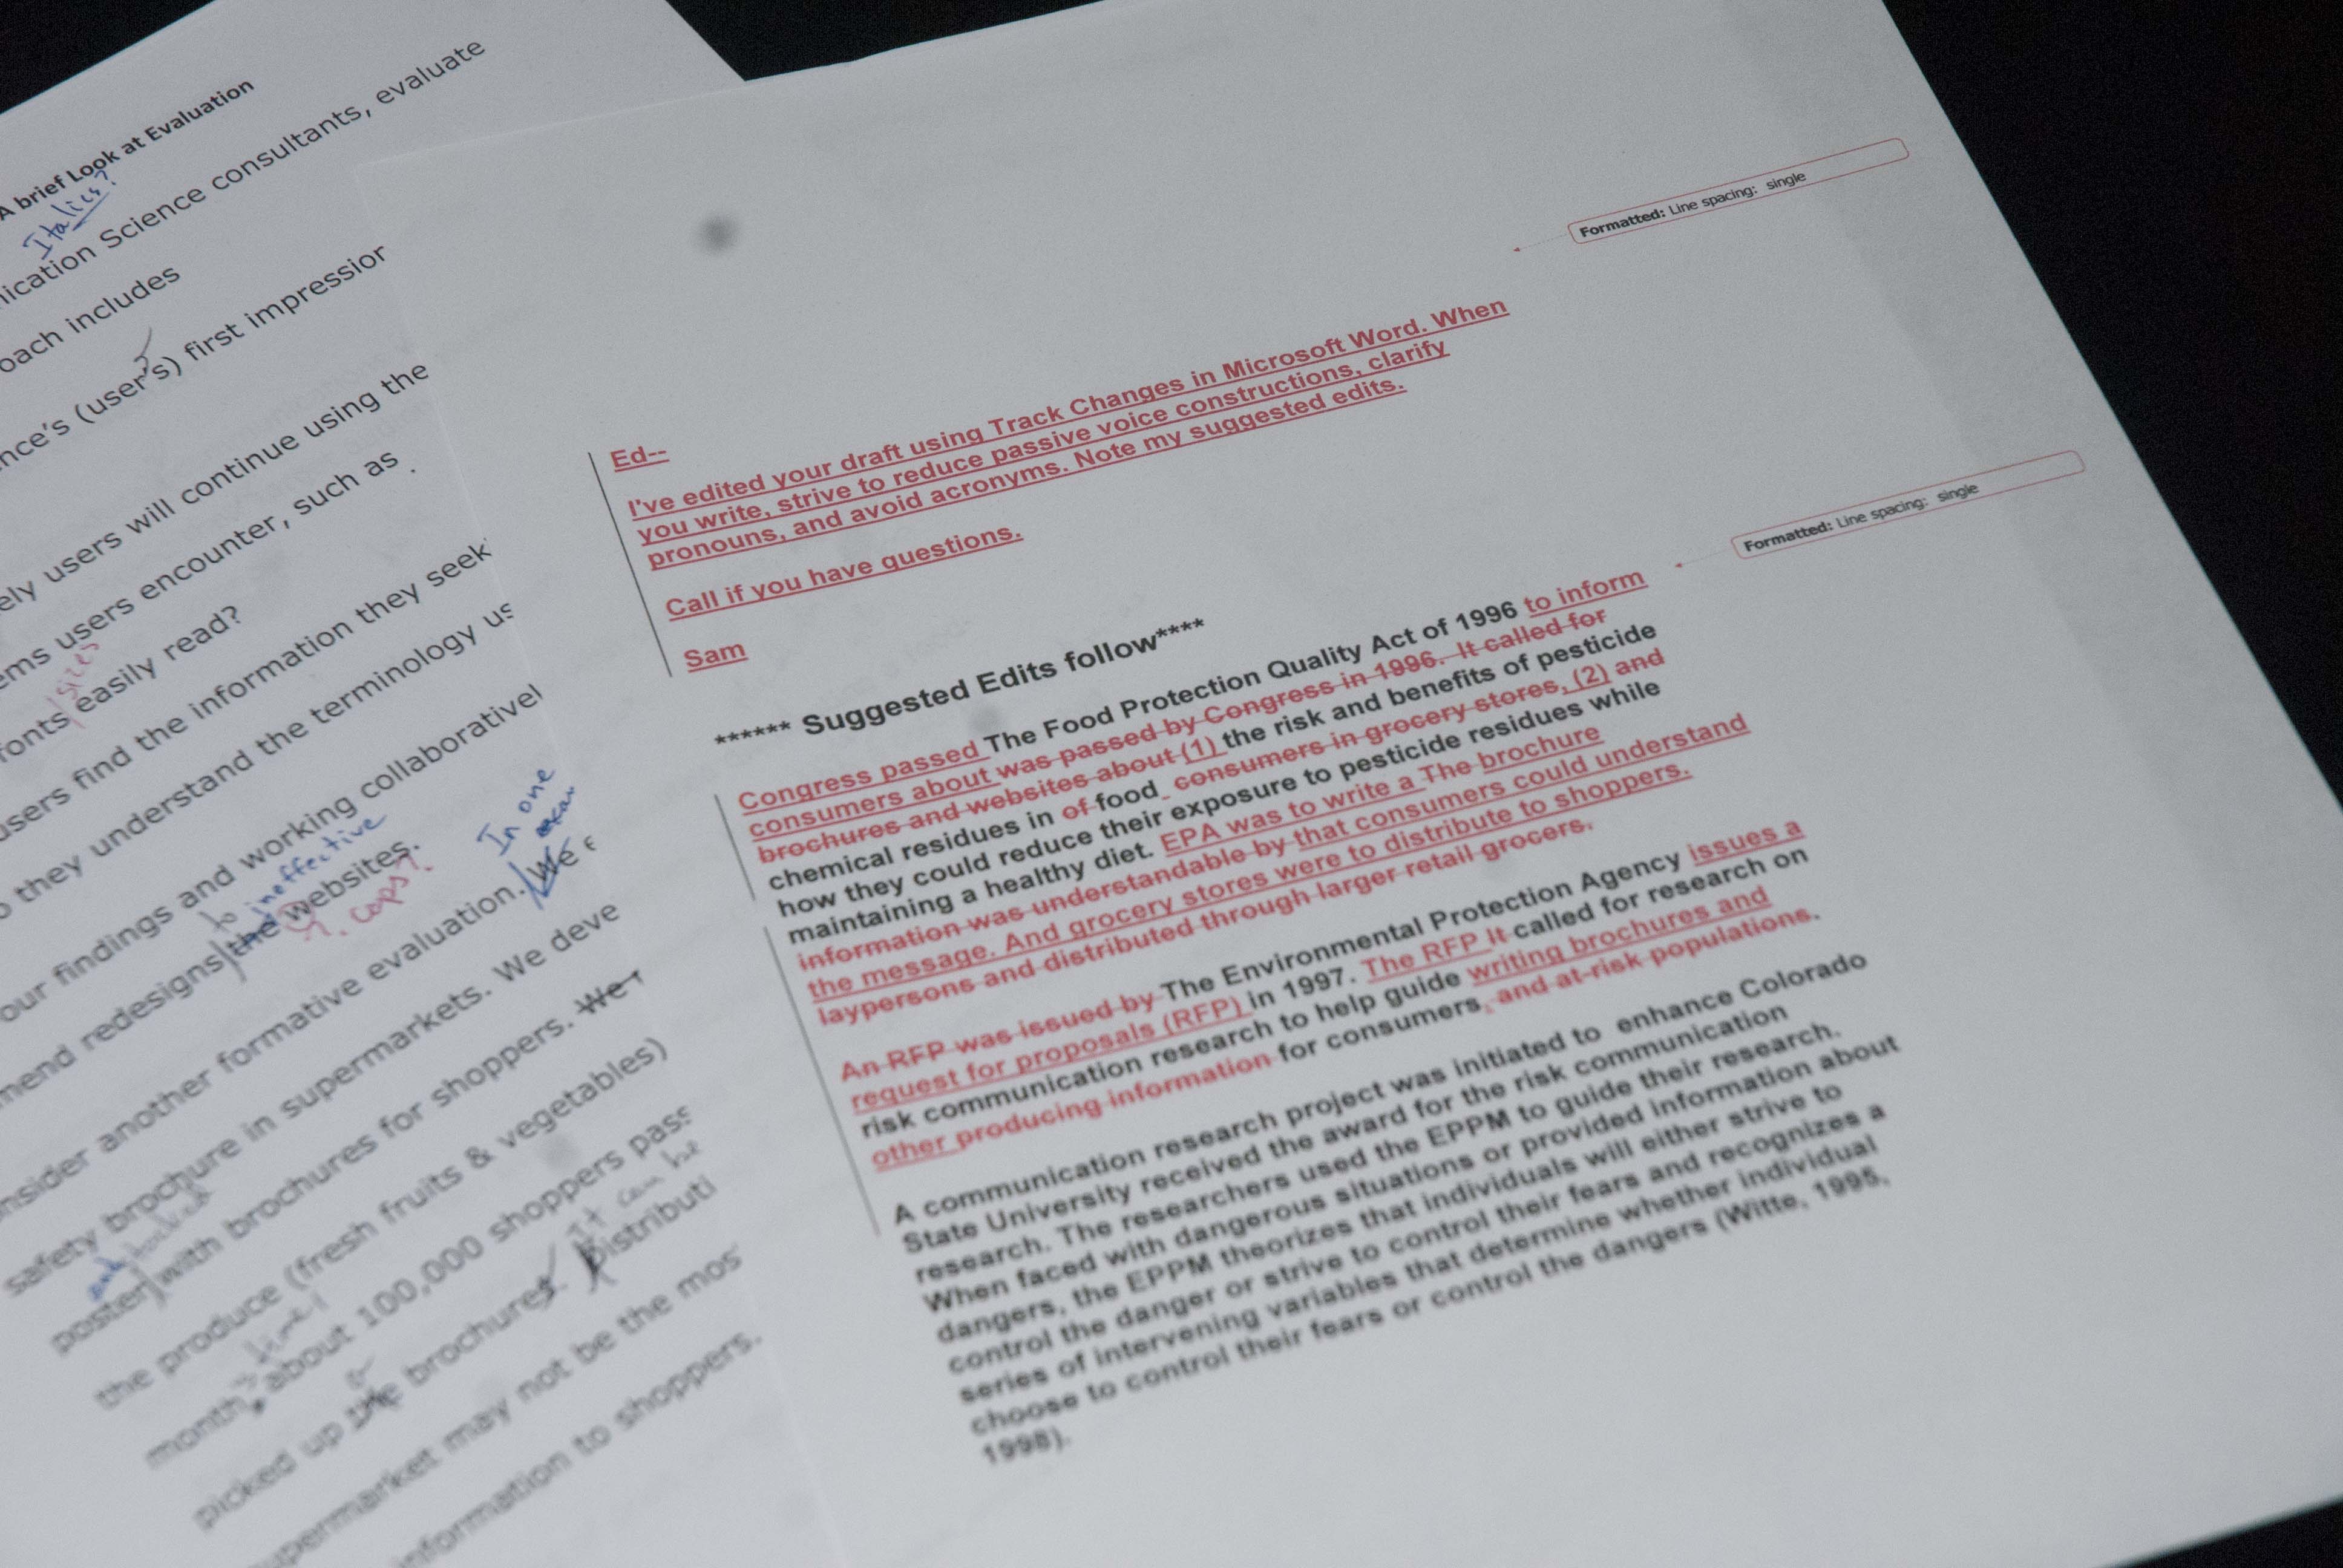 A brief Look at Evaluation
Italics?
ication Science consultants, evaluate
oach includes
nce's (user's) first impression
ely users will continue using the
ems users encounter, such as
sizes
fonts easily read?
users find the information they seek
o they understand the terminology us
our findings and working collaborativel
to ineffective
In one
mend redesigns the websites.
caps?
nsider another formative evaluation. We
safety brochure in supermarkets. We deve
poster with brochures for shoppers. We
the produce (fresh fruits & vegetables)
time
month, about 100,000 shoppers pass
It can be
picked up the brochures. Distributi
upermarket may not be the mos
information to shoppers.
Formatted: Line spacing: single
Ed--
I've edited your draft using Track Changes in Microsoft Word. When
you write, strive to reduce passive voice constructions, clarify
pronouns, and avoid acronyms. Note my suggested edits.
Call if you have questions.
Sam
Formatted: Line spacing: single
****** Suggested Edits follow****
Congress passed The Food Protection Quality Act of 1996 to inform
consumers about was passed by Congress in 1996. It called for
brochures and websites about (1) the risk and benefits of pesticide
chemical residues in of food consumers in grocery stores, (2) and
how they could reduce their exposure to pesticide residues while
maintaining a healthy diet. EPA was to write a The brochure
information was understandable by that consumers could understand
the message. And grocery stores were to distribute to shoppers.
laypersons and distributed through larger retail grocers.
An RFP was issued by The Environmental Protection Agency issues a
request for proposals (RFP) in 1997. The RFP It called for research on
risk communication research to help guide writing brochures and
other producing information for consumers, and at-risk populations.
A communication research project was initiated to enhance Colorado
State University received the award for the risk communication
research. The researchers used the EPPM to guide their research.
When faced with dangerous situations or provided information about
dangers, the EPPM theorizes that individuals will either strive to
control the danger or strive to control their fears and recognizes a
series of intervening variables that determine whether individual
choose to control their fears or control the dangers (Witte, 1995,
1998).